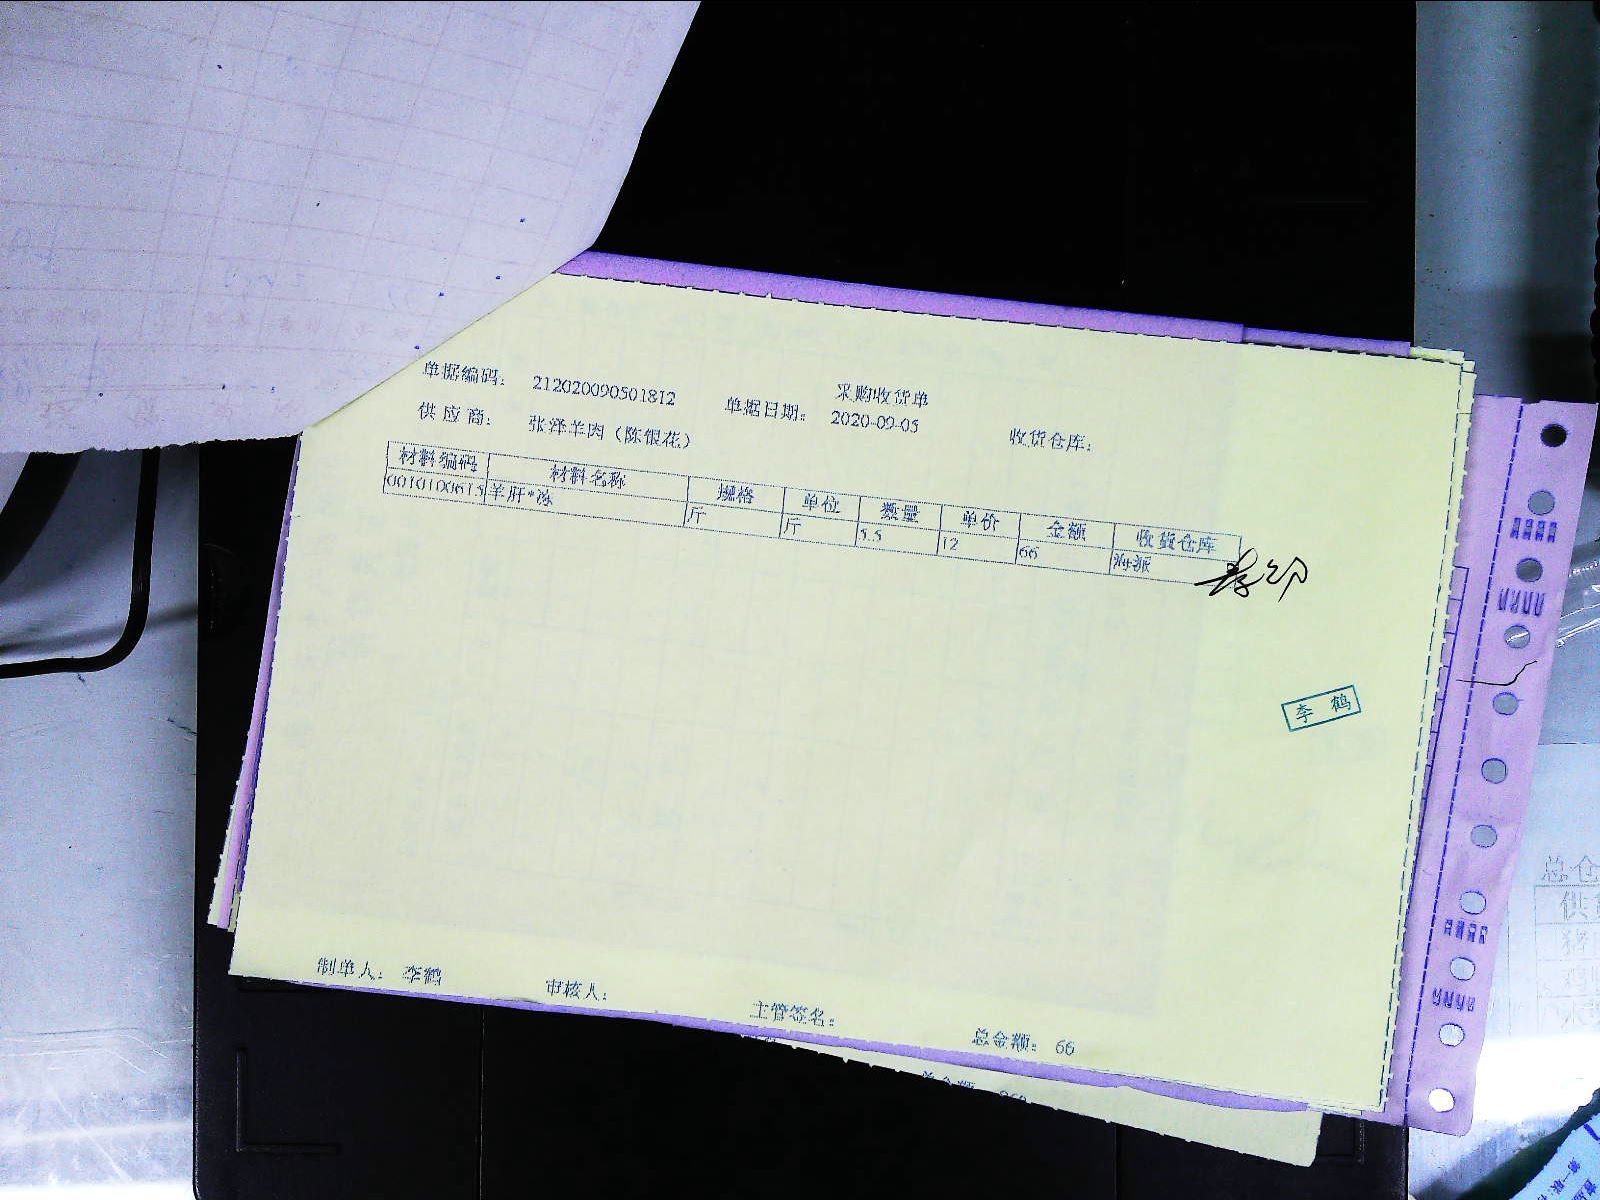 采购收货单
单据编码： 212020090501812 单据日期： 2020-09-05 收货仓库：
供应商： 张泽羊肉（陈银花）
材料编码 材料名称 规格 单位 数量 单价 金额 收货仓库
0010100615 羊肝*冻 斤 斤 5.5 12 66 海派
李鹤
制单人： 李鹤 审核人： 主管签名： 总金额： 66
总仓